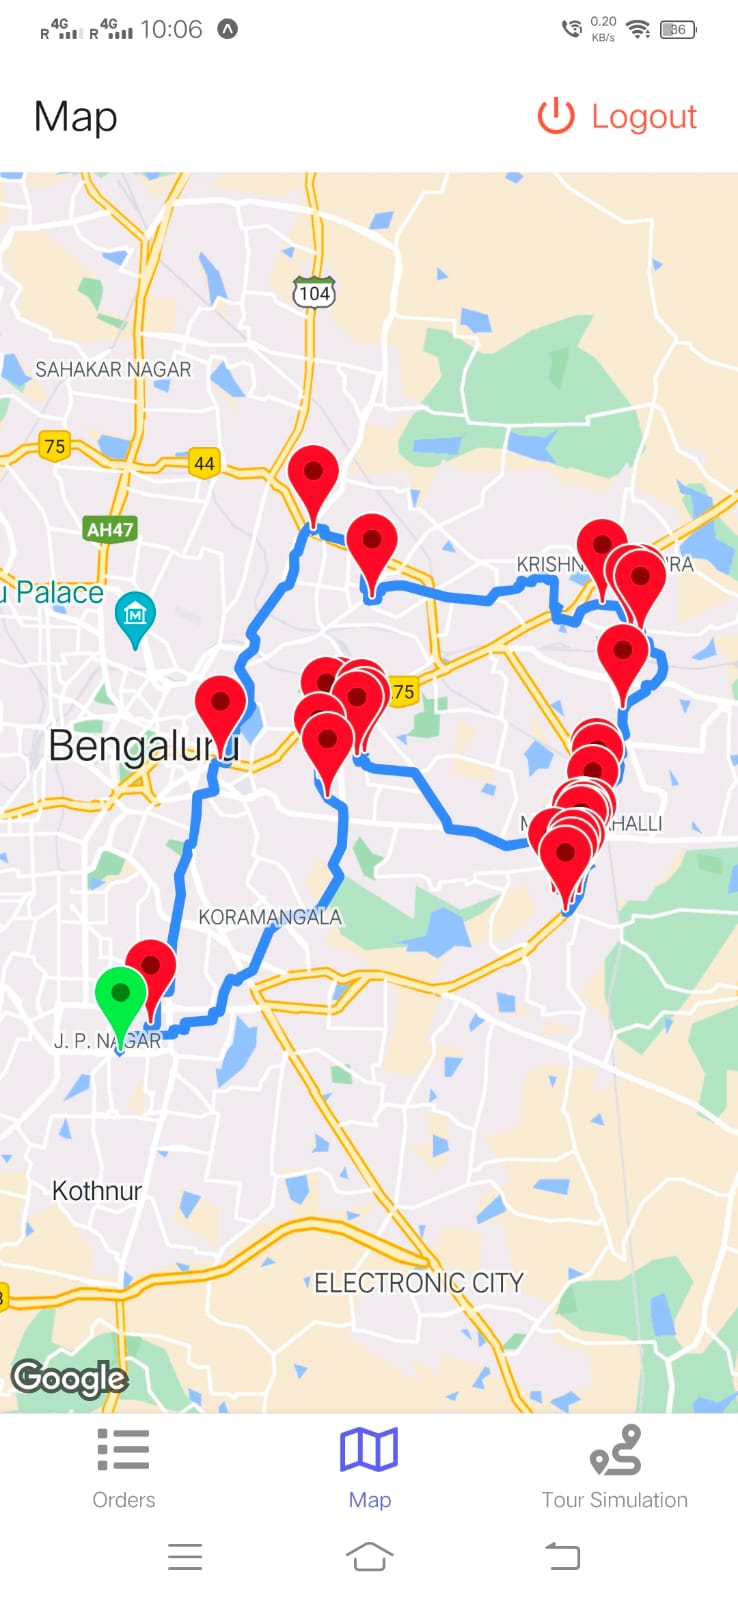 R 4G R 4G 10:06 0.20 KB/s 36
Map Logout
104
SAHAKAR NAGAR
75
44
AH47
KRISHN RA
u Palace
75
Bengaluru
M HALLI
KORAMANGALA
J. P. NAGAR
Kothnur
ELECTRONIC CITY
Google
Orders Map Tour Simulation